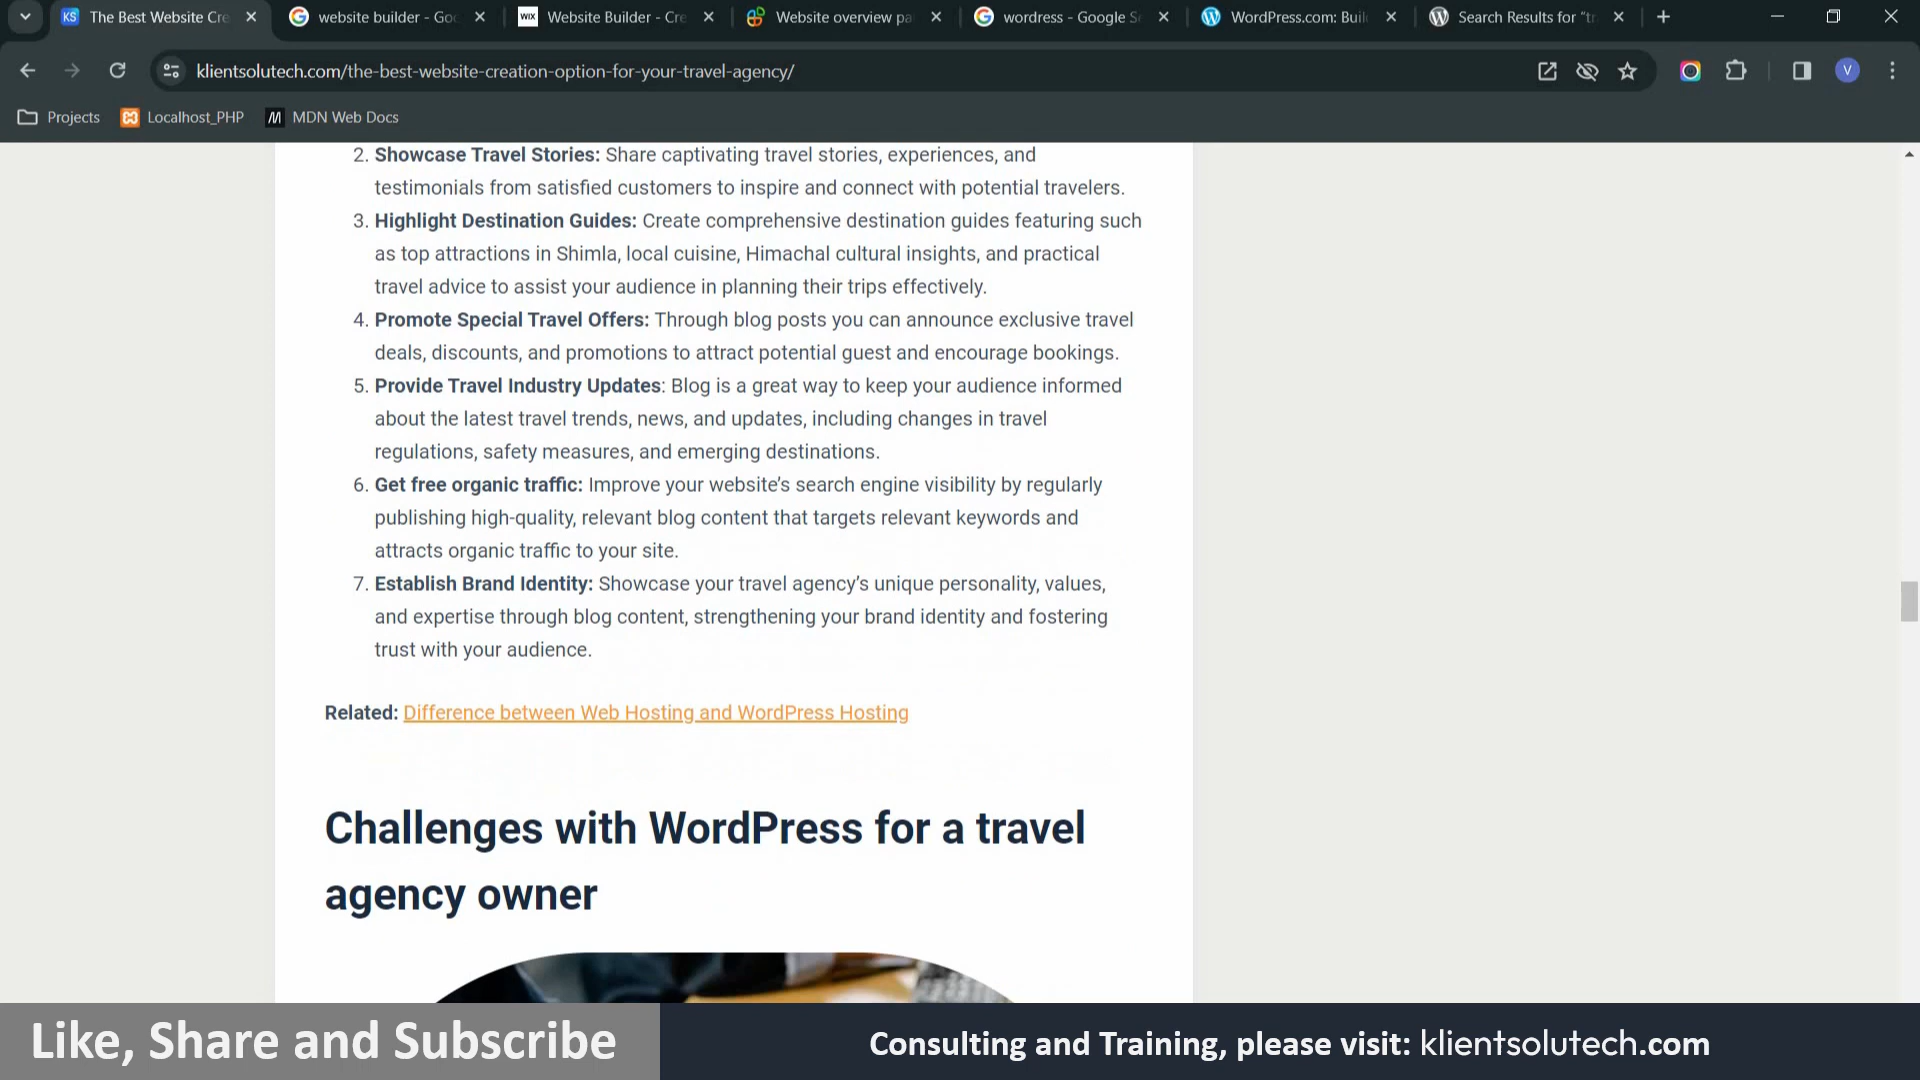 The Best Website Cre
website builder - Goo
WIX
Website Builder - Cre
Website overview pa
wordress - Google S
WordPress.com: Buil
Search Results for “tr
klientsolutech.com/the-best-website-creation-option-for-your-travel-agency/
V
Projects
Localhost_PHP
MDN Web Docs
2. Showcase Travel Stories: Share captivating travel stories, experiences, and
testimonials from satisfied customers to inspire and connect with potential travelers.
3. Highlight Destination Guides: Create comprehensive destination guides featuring such
as top attractions in Shimla, local cuisine, Himachal cultural insights, and practical
travel advice to assist your audience in planning their trips effectively.
4. Promote Special Travel Offers: Through blog posts you can announce exclusive travel
deals, discounts, and promotions to attract potential guest and encourage bookings.
5. Provide Travel Industry Updates: Blog is a great way to keep your audience informed
about the latest travel trends, news, and updates, including changes in travel
regulations, safety measures, and emerging destinations.
6. Get free organic traffic: Improve your website’s search engine visibility by regularly
publishing high-quality, relevant blog content that targets relevant keywords and
attracts organic traffic to your site.
7. Establish Brand Identity: Showcase your travel agency’s unique personality, values,
and expertise through blog content, strengthening your brand identity and fostering
trust with your audience.
Related: Difference between Web Hosting and WordPress Hosting
Challenges with WordPress for a travel
agency owner
Like, Share and Subscribe
Consulting and Training, please visit: klientsolutech.com